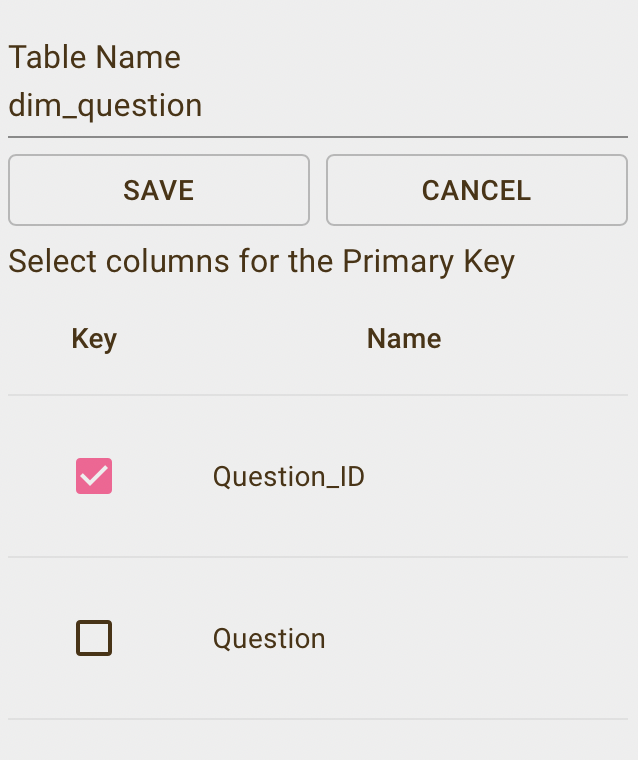 Table Name
dim_question
SAVE CANCEL
Select columns for the Primary Key
Key Name
Question_ID
Question